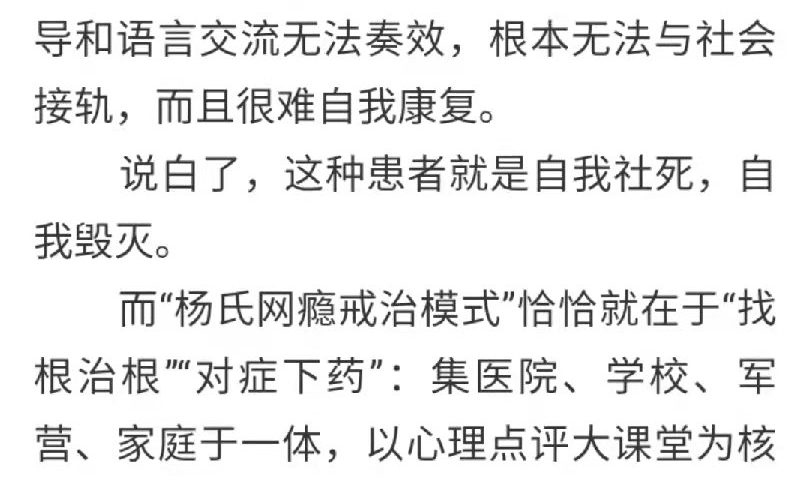 导和语言交流无法奏效，根本无法与社会
接轨，而且很难自我康复。
说白了，这种患者就是自我社死，自
我毁灭。
而“杨氏网瘾戒治模式”恰恰就在于“找
根治根”“对症下药”：集医院、学校、军
营、家庭于一体，以心理点评大课堂为核